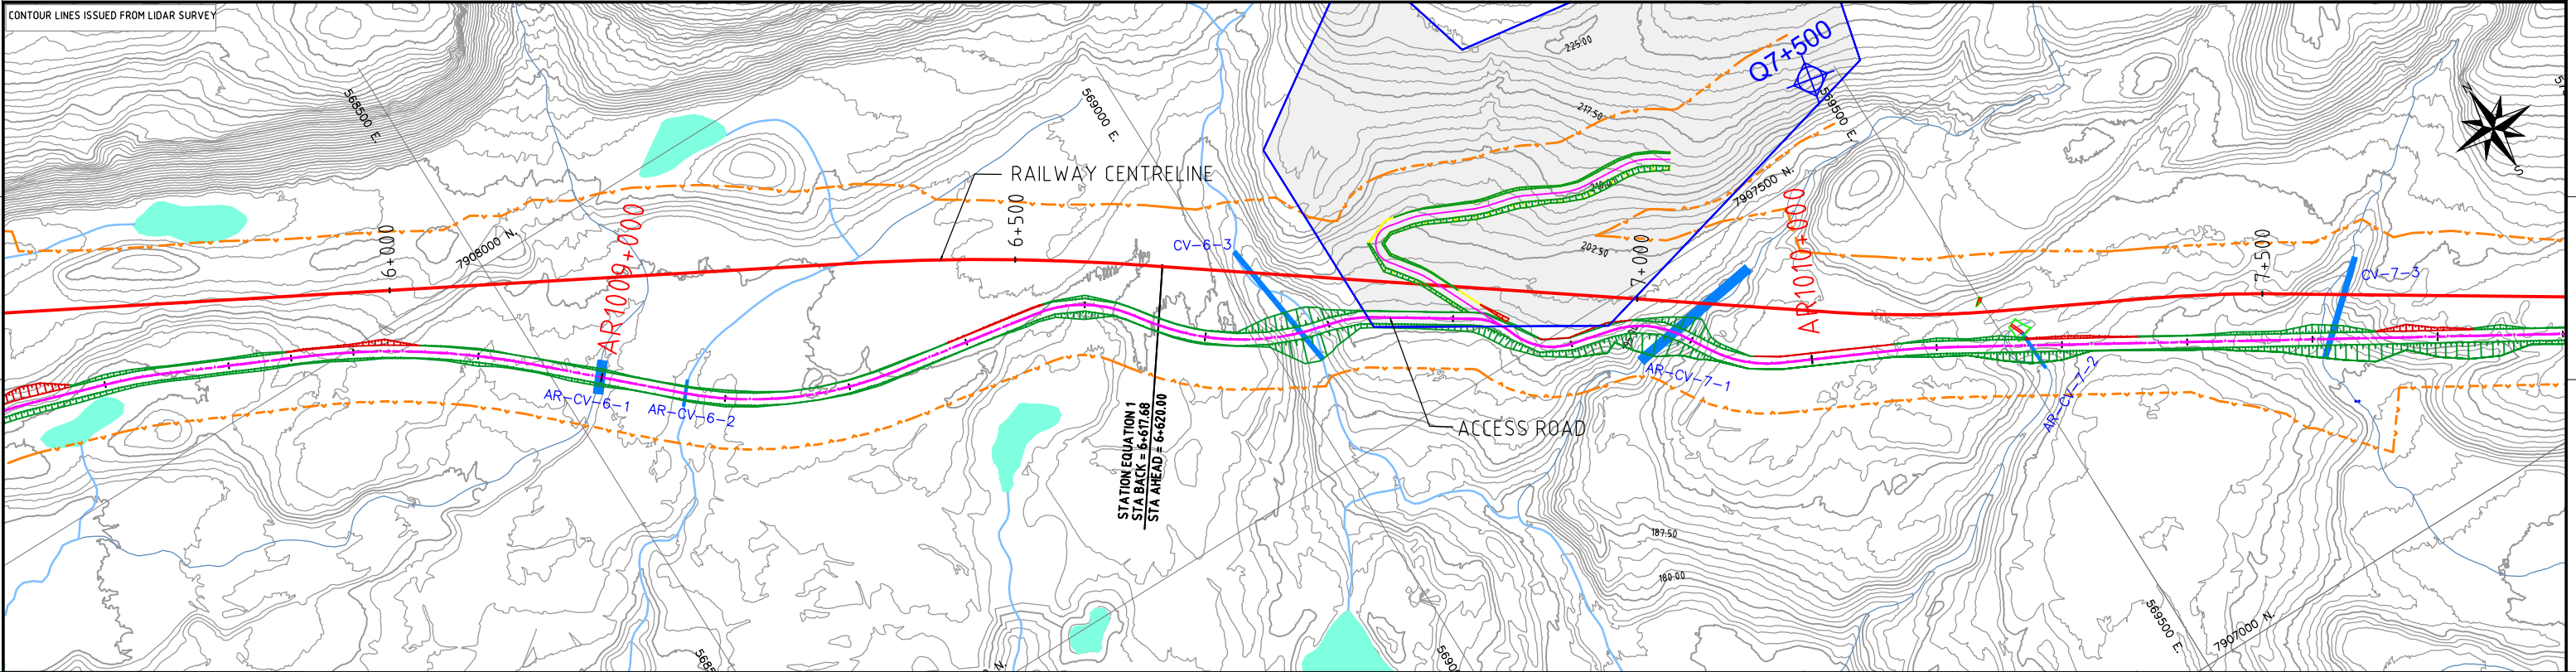 CONTOUR LINES ISSUED FROM LIDAR SURVEY
225.00
Q7+500
568500 E.
569000 E.
217.50
569500 E.
N
S
RAILWAY CENTRELINE
210.0
7907500 N.
6+000
7908000 N.
AR1009+000
6+500
CV-6-3
202.50
7+000
AR1010+000
7+500
CV-7-3
AR-CV-6-1
AR-CV-6-2
STATION EQUATION 1
STA BACK = 6+617.68
STA AHEAD = 6+620.00
ACCESS ROAD
AR-CV-7-1
AR-CV-7-2
187.50
180.00
5685
N.
5690
569500 E.
7907000 N.